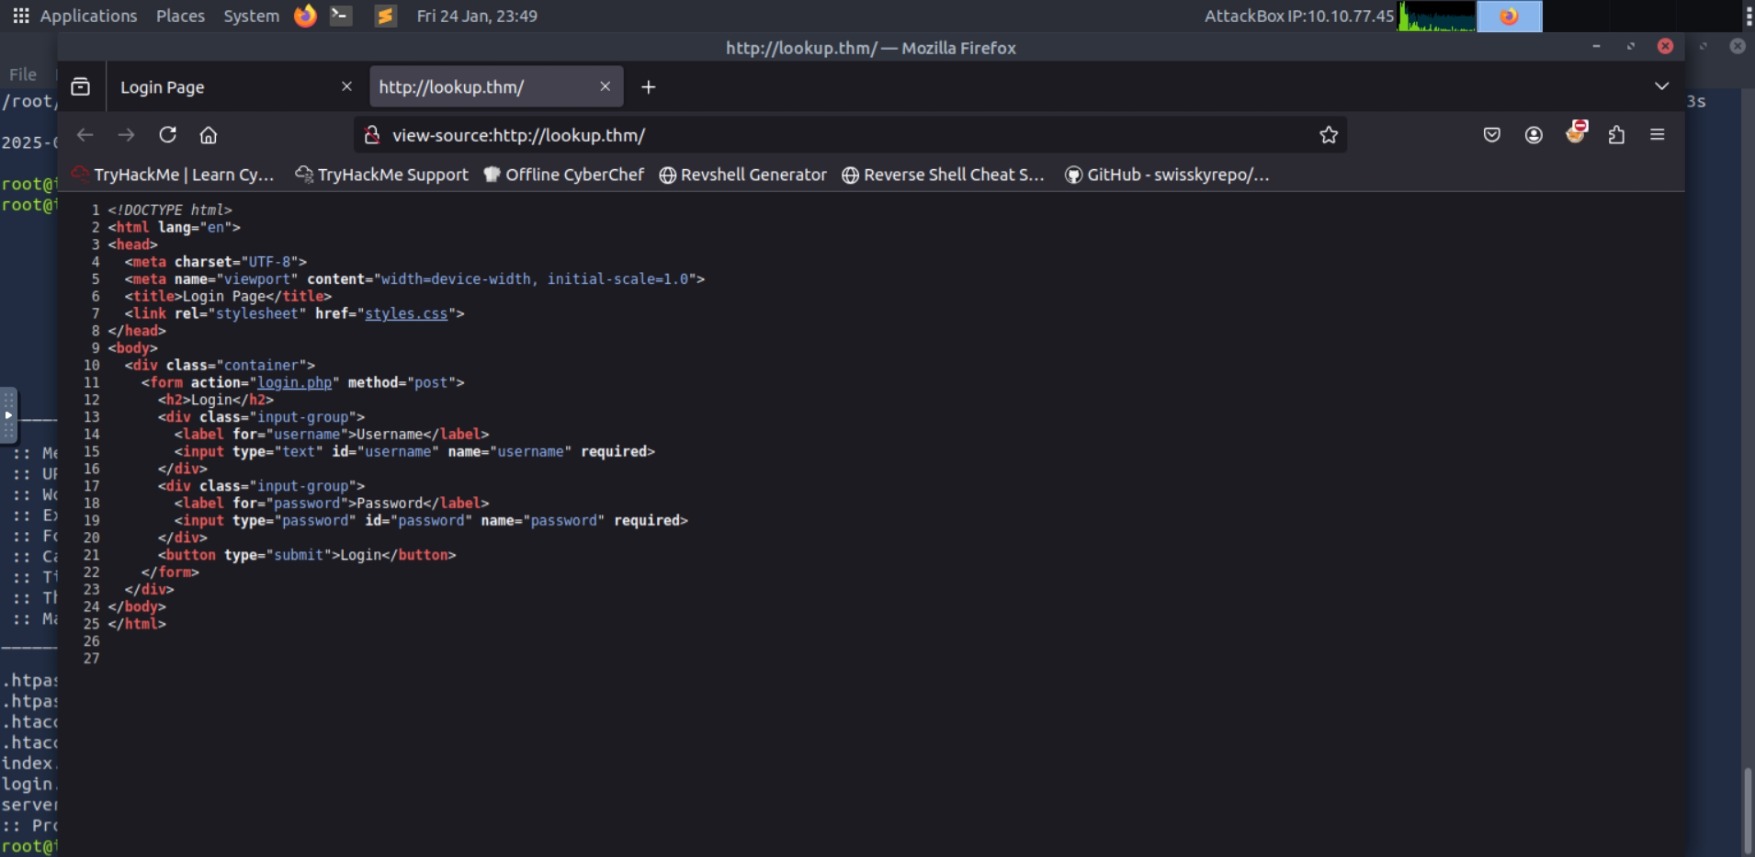 Applications Places System Fri 24 Jan, 23:49 AttackBox IP:10.10.77.45
http://lookup.thm/ — Mozilla Firefox
File
Login Page http://lookup.thm/
/root/ 3s
view-source:http://lookup.thm/
2025-0
TryHackMe | Learn Cy... TryHackMe Support Offline CyberChef Revshell Generator Reverse Shell Cheat S... GitHub - swisskyrepo/...
root@t
root@t
1 <!DOCTYPE html>
2 <html lang="en">
3 <head>
4 <meta charset="UTF-8">
5 <meta name="viewport" content="width=device-width, initial-scale=1.0">
6 <title>Login Page</title>
7 <link rel="stylesheet" href="styles.css">
8 </head>
9 <body>
10 <div class="container">
11 <form action="login.php" method="post">
12 <h2>Login</h2>
13 <div class="input-group">
14 <label for="username">Username</label>
15 <input type="text" id="username" name="username" required>
16 </div>
17 <div class="input-group">
18 <label for="password">Password</label>
19 <input type="password" id="password" name="password" required>
20 </div>
21 <button type="submit">Login</button>
22 </form>
23 </div>
24 </body>
25 </html>
26
27
:: Me
:: UR
:: Wo
:: Ex
:: Fo
:: Ca
:: Ti
:: Th
:: Ma
.htpas
.htpas
.htacc
.htacc
index.
login.
server
:: Pro
root@t